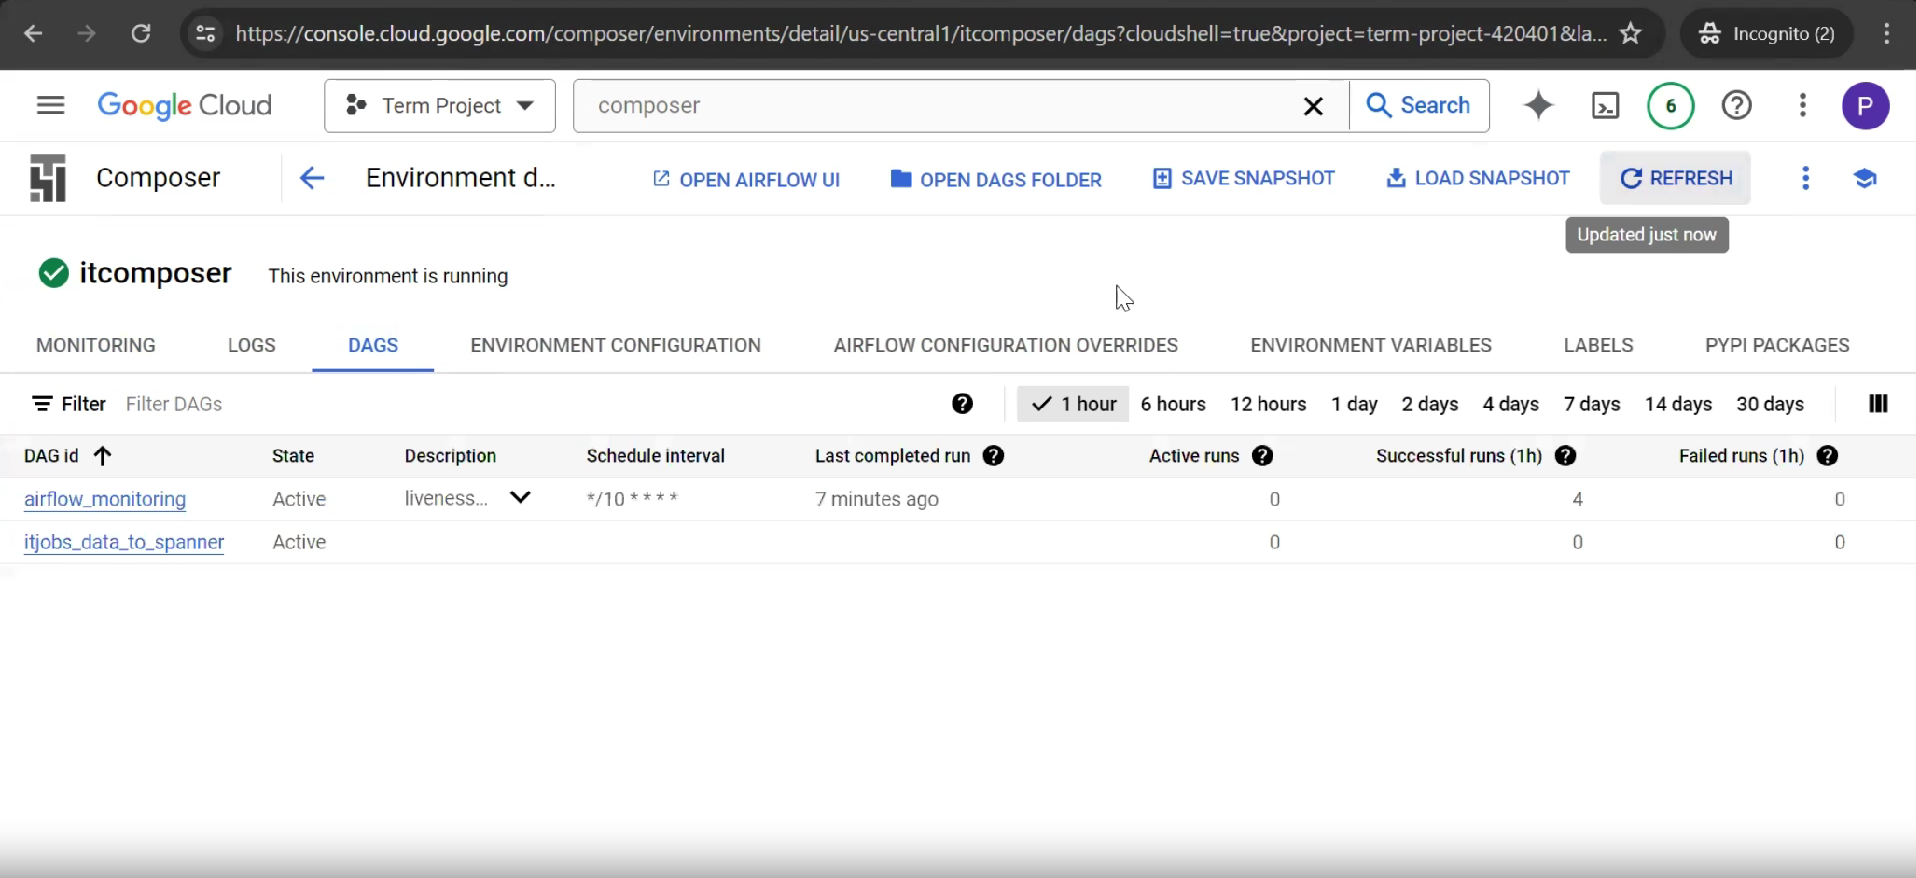 https://console.cloud.google.com/composer/environments/detail/us-central1/itcomposer/dags?cloudshell=true&project=term-project-420401&la... Incognito (2)
Google Cloud Term Project composer Search 6 P
Composer Environment d... OPEN AIRFLOW UI OPEN DAGS FOLDER SAVE SNAPSHOT LOAD SNAPSHOT REFRESH
Updated just now
itcomposer This environment is running
MONITORING LOGS DAGS ENVIRONMENT CONFIGURATION AIRFLOW CONFIGURATION OVERRIDES ENVIRONMENT VARIABLES LABELS PYPI PACKAGES
Filter Filter DAGs 1 hour 6 hours 12 hours 1 day 2 days 4 days 7 days 14 days 30 days
DAG id State Description Schedule interval Last completed run Active runs Successful runs (1h) Failed runs (1h)
airflow_monitoring Active liveness... */10 * * * * 7 minutes ago 0 4 0
itjobs_data_to_spanner Active 0 0 0